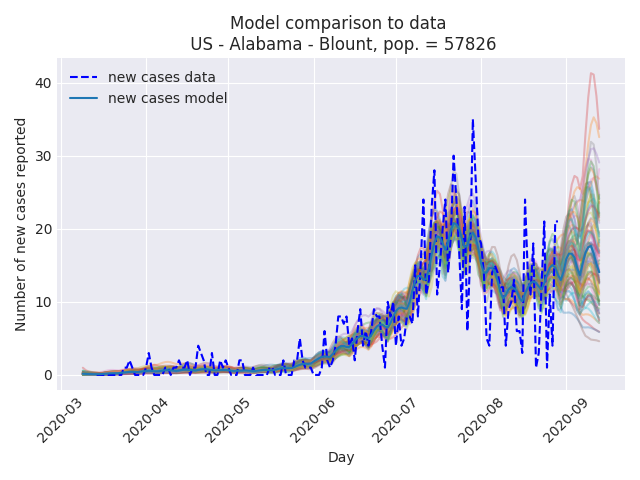 Model comparison to data
US - Alabama - Blount, pop. = 57826
new cases data
new cases model
Number of new cases reported
40
30
20
10
0
2020-03
2020-04
2020-05
2020-06
2020-07
2020-08
2020-09
Day